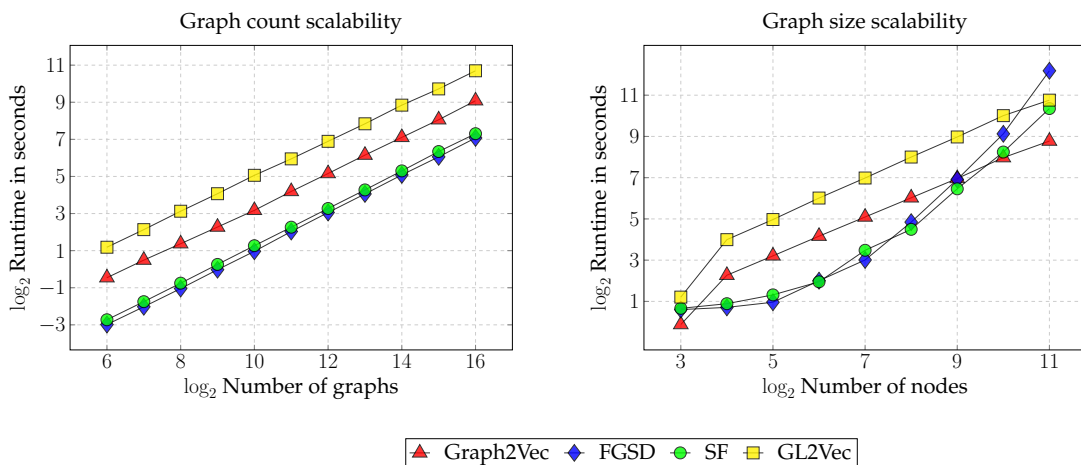 Graph count scalability
log₂ Runtime in seconds
11
9
7
5
3
1
−1
−3
6 8 10 12 14 16
log₂ Number of graphs
Graph size scalability
log₂ Runtime in seconds
11
9
7
5
3
1
3 5 7 9 11
log₂ Number of nodes
Graph2Vec FGSD SF GL2Vec